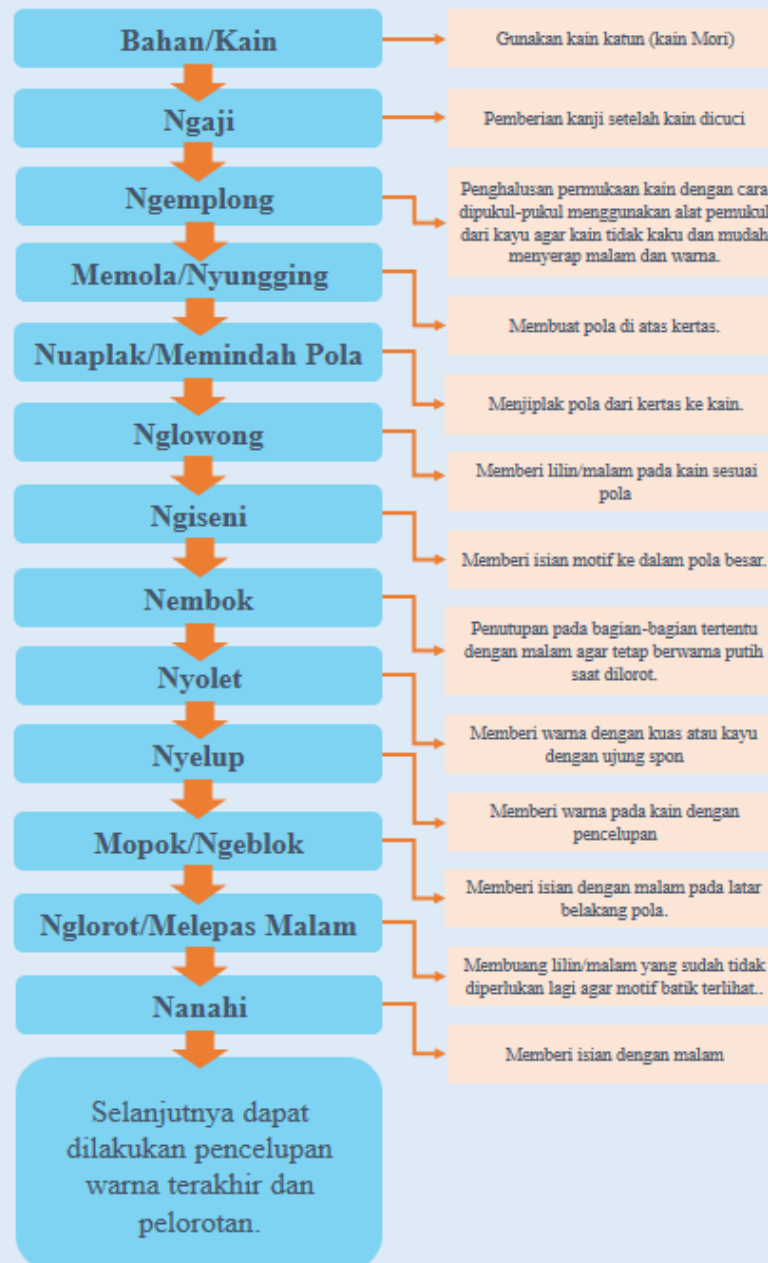 Bahan/Kain
Gunakan kain katun (kain Mori)
Ngaji
Pemberian kanji setelah kain dicuci
Ngemplong
Penghalusan permukaan kain dengan cara
dipukul-pukul menggunakan alat pemukul
dari kayu agar kain tidak kaku dan mudah
menyerap malam dan warna.
Memola/Nyungging
Membuat pola di atas kertas.
Nuaplak/Memindah Pola
Menjiplak pola dari kertas ke kain.
Nglowong
Memberi lilin/malam pada kain sesuai
pola
Ngiseni
Memberi isian motif ke dalam pola besar.
Nembok
Penutupan pada bagian-bagian tertentu
dengan malam agar tetap berwarna putih
saat dilorot.
Nyolet
Memberi warna dengan kuas atau kayu
dengan ujung spon
Nyelup
Memberi warna pada kain dengan
pencelupan
Mopok/Ngeblok
Memberi isian dengan malam pada latar
belakang pola.
Nglorot/Melepas Malam
Membuang lilin/malam yang sudah tidak
diperlukan lagi agar motif batik terlihat..
Nanahi
Memberi isian dengan malam
Selanjutnya dapat
dilakukan pencelupan
warna terakhir dan
pelorotan.